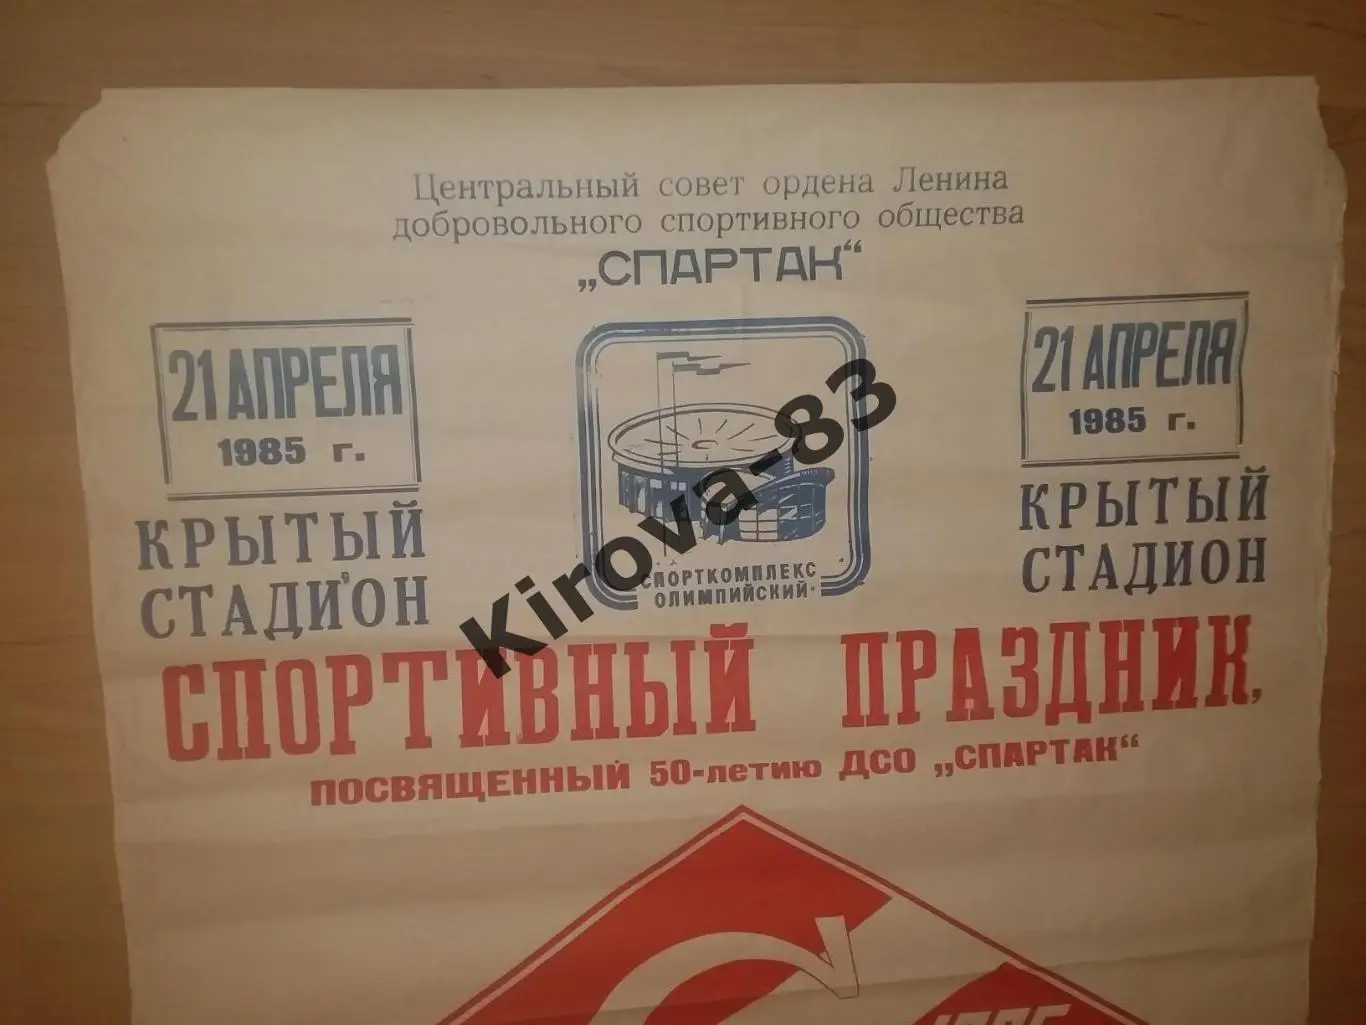 Центральный совет ордена Ленина
добровольного спортивного общества
„СПАРТАК“
21 АПРЕЛЯ
1985 г.
КРЫТЫЙ
СТАДИОН
СПОРТКОМПЛЕКС
ОЛИМПИЙСКИЙ
21 АПРЕЛЯ
1985 г.
КРЫТЫЙ
СТАДИОН
Kirova-83
СПОРТИВНЫЙ ПРАЗДНИК,
ПОСВЯЩЕННЫЙ 50-летию ДСО „СПАРТАК“